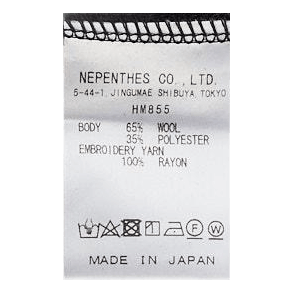 NEPENTHES CO., LTD.
5-44-1, JINGUMAE SHIBUYA, TOKYO
HM855
BODY 65% WOOL
35% POLYESTER
EMBROIDERY YARN
100% RAYON
F W
MADE IN JAPAN